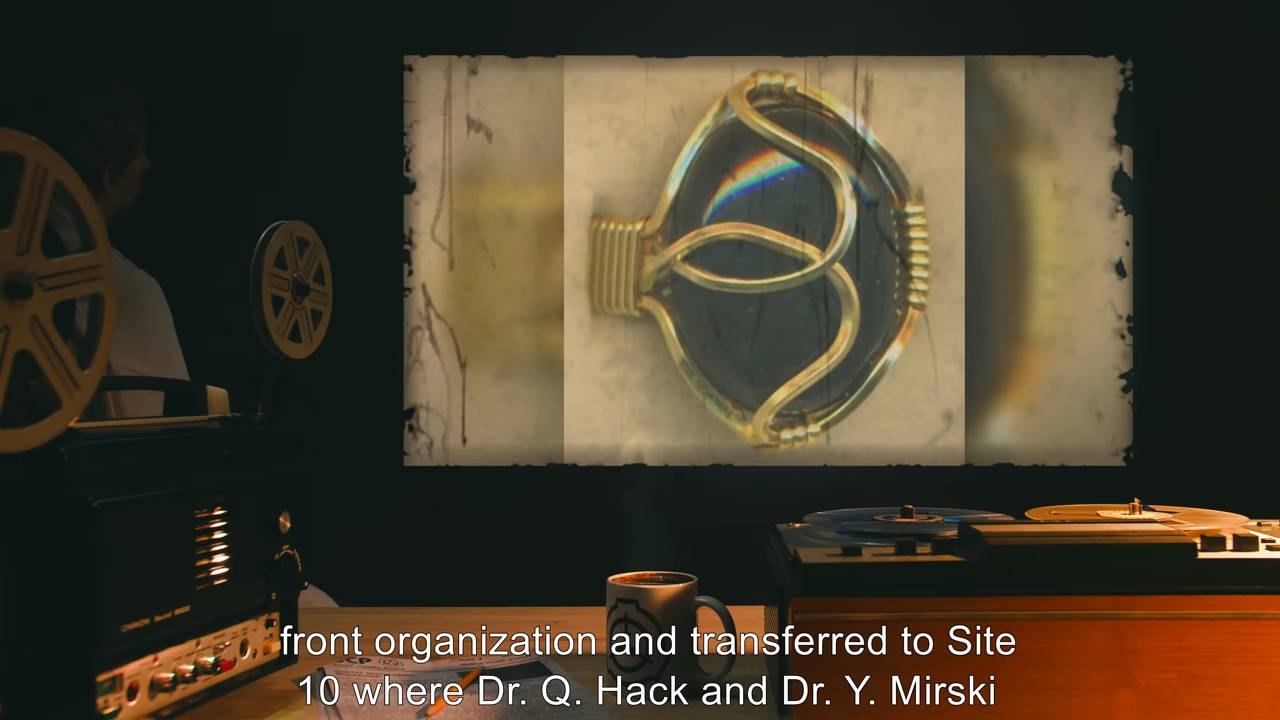 front organization and transferred to Site
10 where Dr. Q. Hack and Dr. Y. Mirski